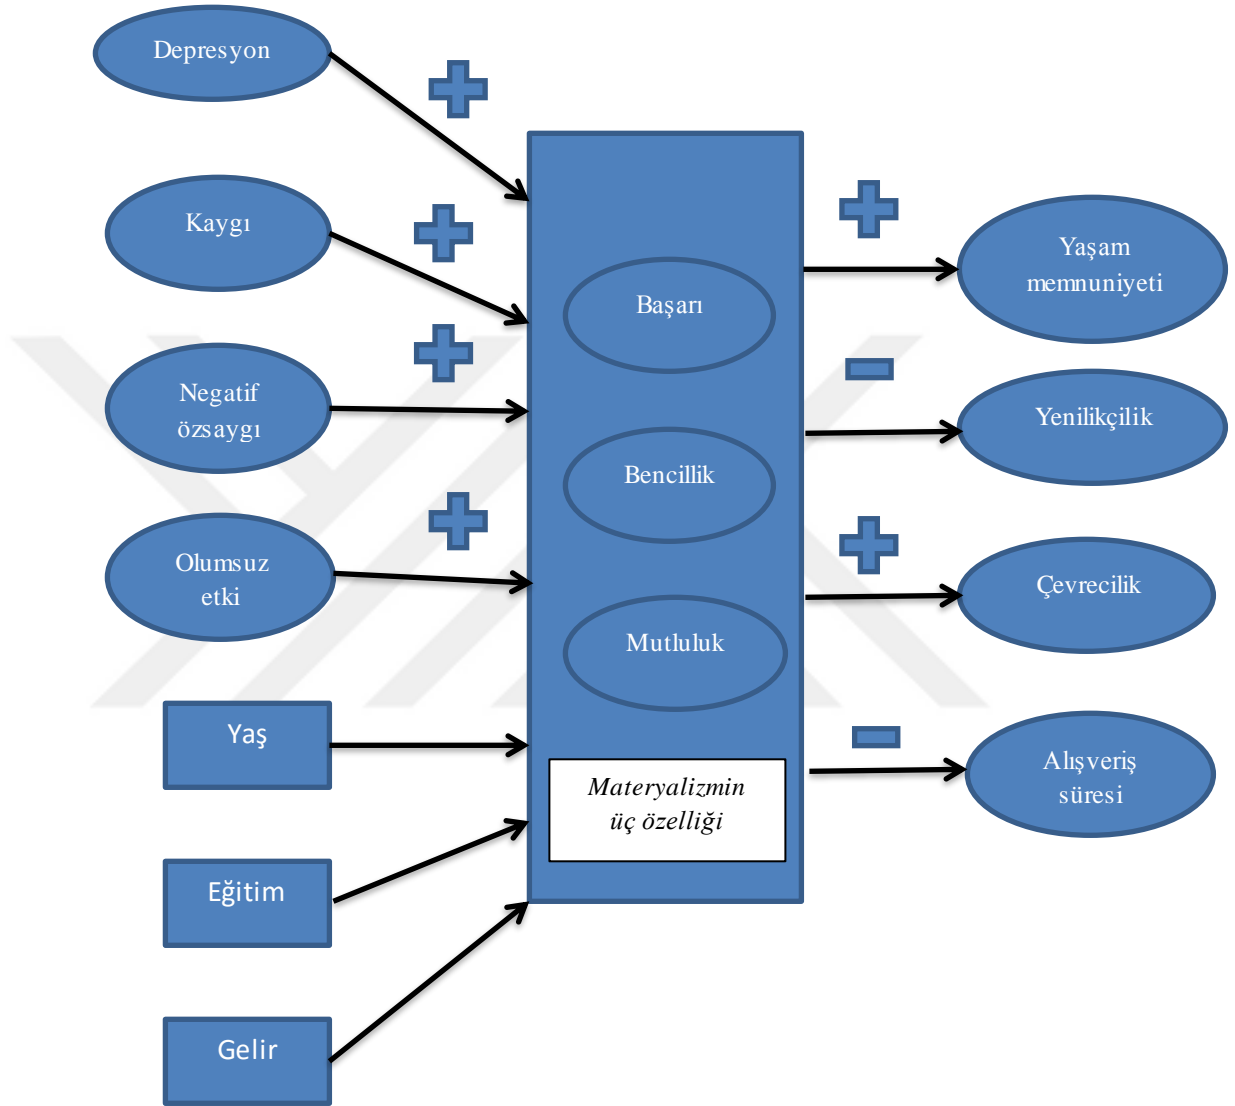 Depresyon
Kaygı
Negatif
özsaygı
Olumsuz
etki
Yaş
Eğitim
Gelir
Başarı
Bencillik
Mutluluk
Materyalizmin
üç özelliği
Yaşam
memnuniyeti
Yenilikçilik
Çevrecilik
Alışveriş
süresi